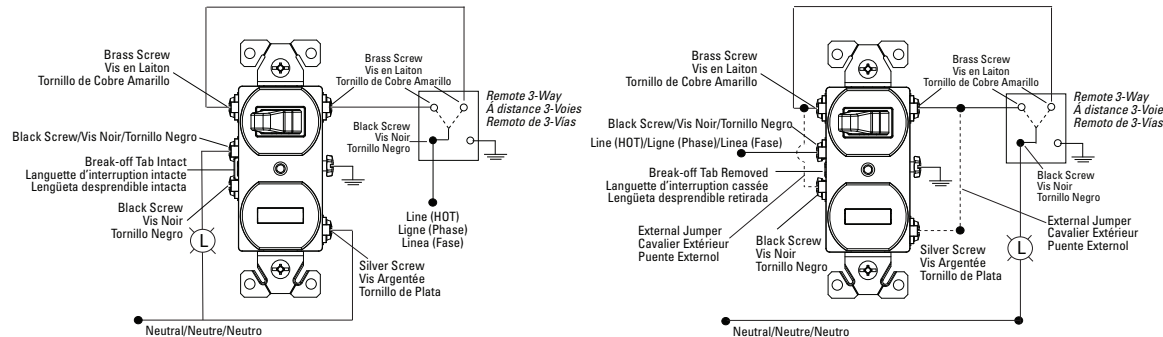 Brass Screw
Vis en Laiton
Tornillo de Cobre Amarillo
Brass Screw
Vis en Laiton
Tornillo de Cobre Amarillo
Remote 3-Way
À distance 3-Voies
Remoto de 3-Vías
Black Screw/Vis Noir/Tornillo Negro
Black Screw
Vis Noir
Tornillo Negro
Break-off Tab Intact
Languette d'interruption intacte
Lengüeta desprendible intacta
Black Screw
Vis Noir
Tornillo Negro
L
Line (HOT)
Ligne (Phase)
Linea (Fase)
Silver Screw
Vis Argentée
Tornillo de Plata
Neutral/Neutre/Neutro
Brass Screw
Vis en Laiton
Tornillo de Cobre Amarillo
Brass Screw
Vis en Laiton
Tornillo de Cobre Amarillo
Remote 3-Way
À distance 3-Voie
Remoto de 3-Vías
Black Screw/Vis Noir/Tornillo Negro
Line (HOT)/Ligne (Phase)/Linea (Fase)
Break-off Tab Removed
Languette d'interruption cassée
Lengüeta desprendible retirada
Black Screw
Vis Noir
Tornillo Negro
External Jumper
Cavalier Extérieur
Puente Externol
Black Screw
Vis Noir
Tornillo Negro
Silver Screw
Vis Argentée
Tornillo de Plata
External Jumper
Cavalier Extérieur
Puente Externol
L
Neutral/Neutre/Neutro